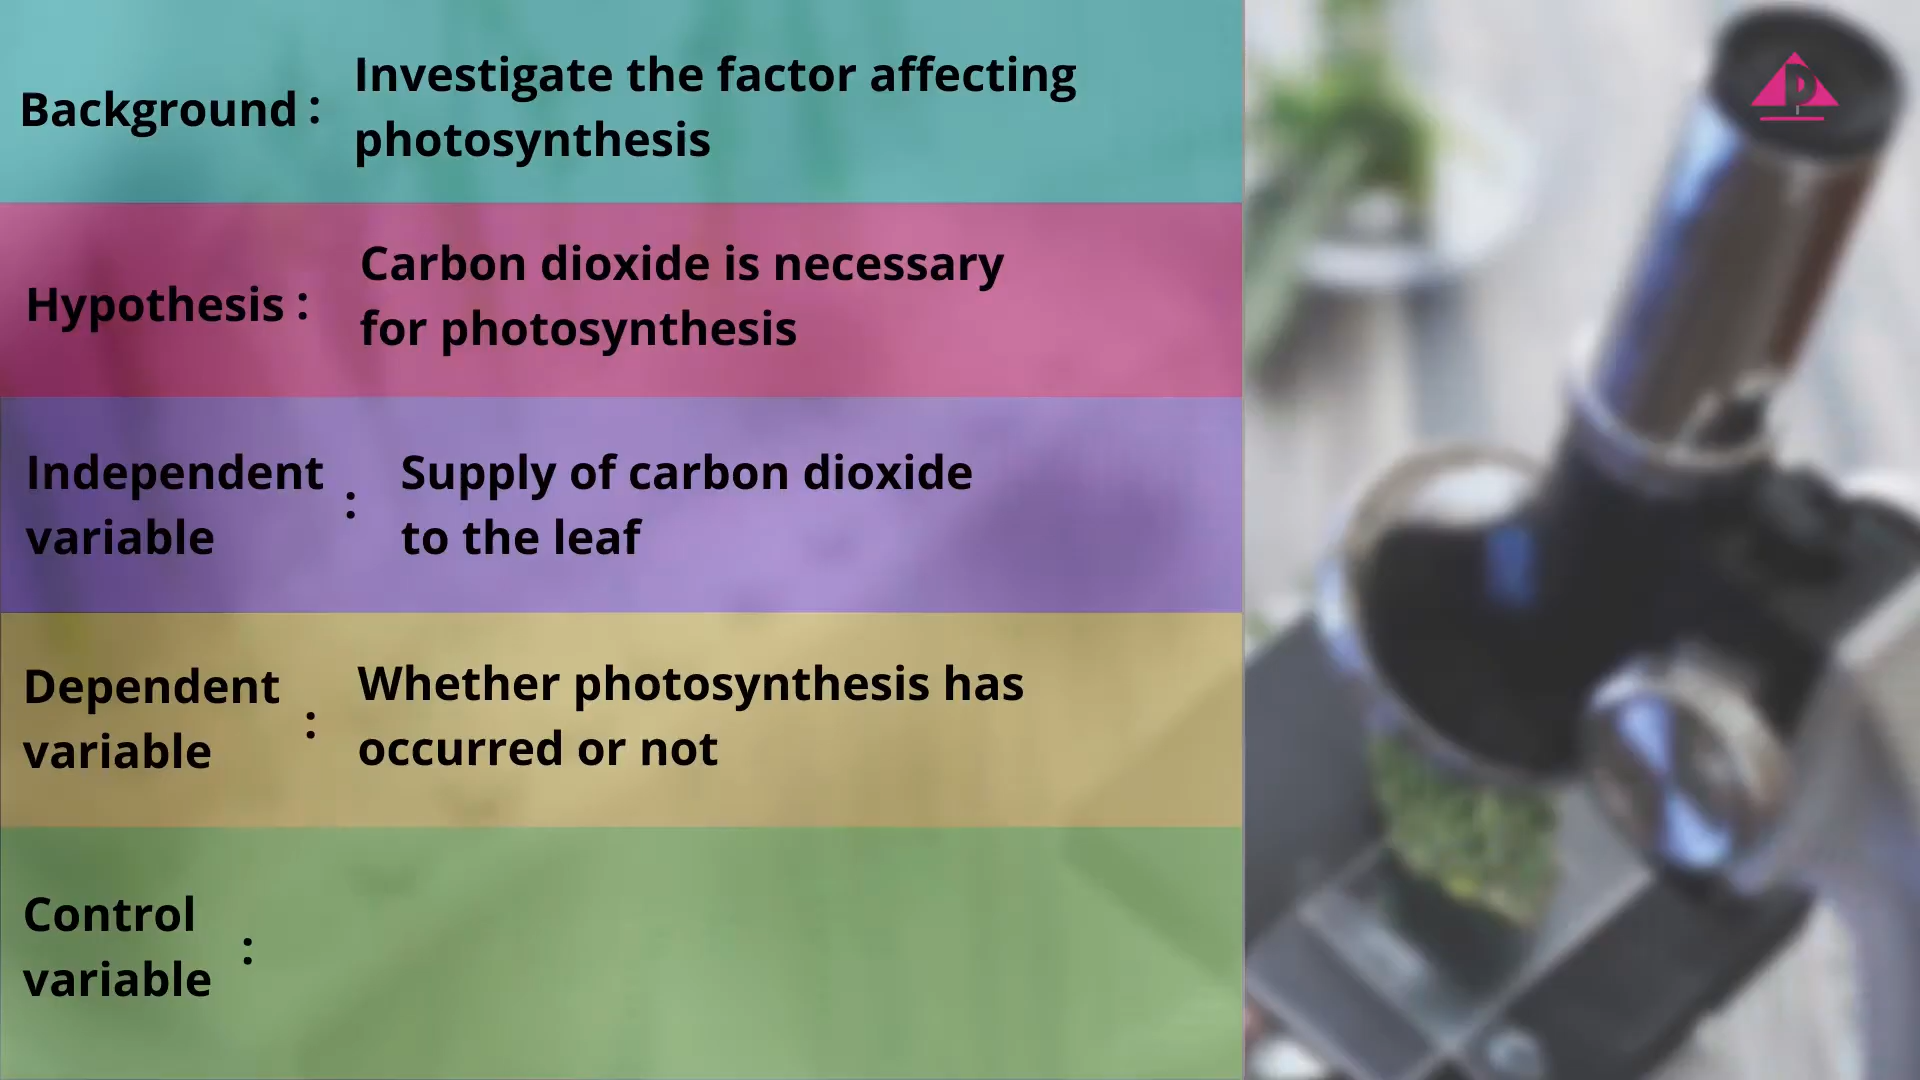 Background :
Investigate the factor affecting
photosynthesis
Hypothesis :
Carbon dioxide is necessary
for photosynthesis
Independent
variable :
Supply of carbon dioxide
to the leaf
Dependent
variable :
Whether photosynthesis has
occurred or not
Control
variable :